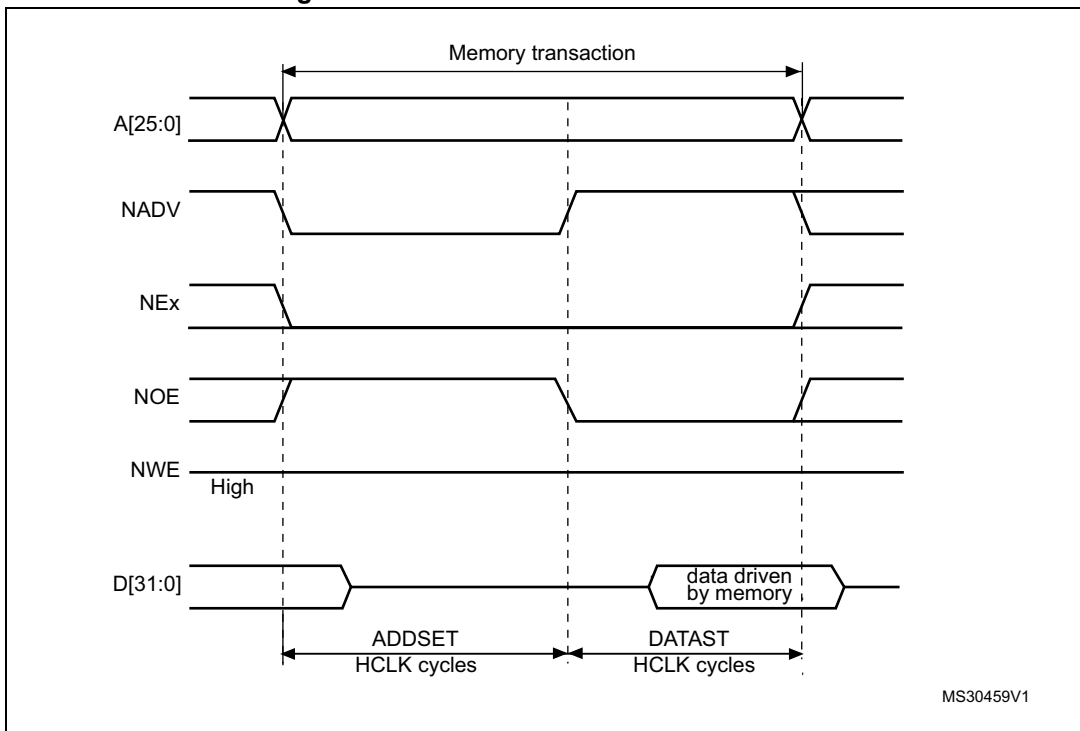 g
Memory transaction
A[25:0]
NADV
NEx
NOE
NWE
High
D[31:0]
data driven
by memory
ADDSET
DATAST
HCLK cycles
HCLK cycles
MS30459V1